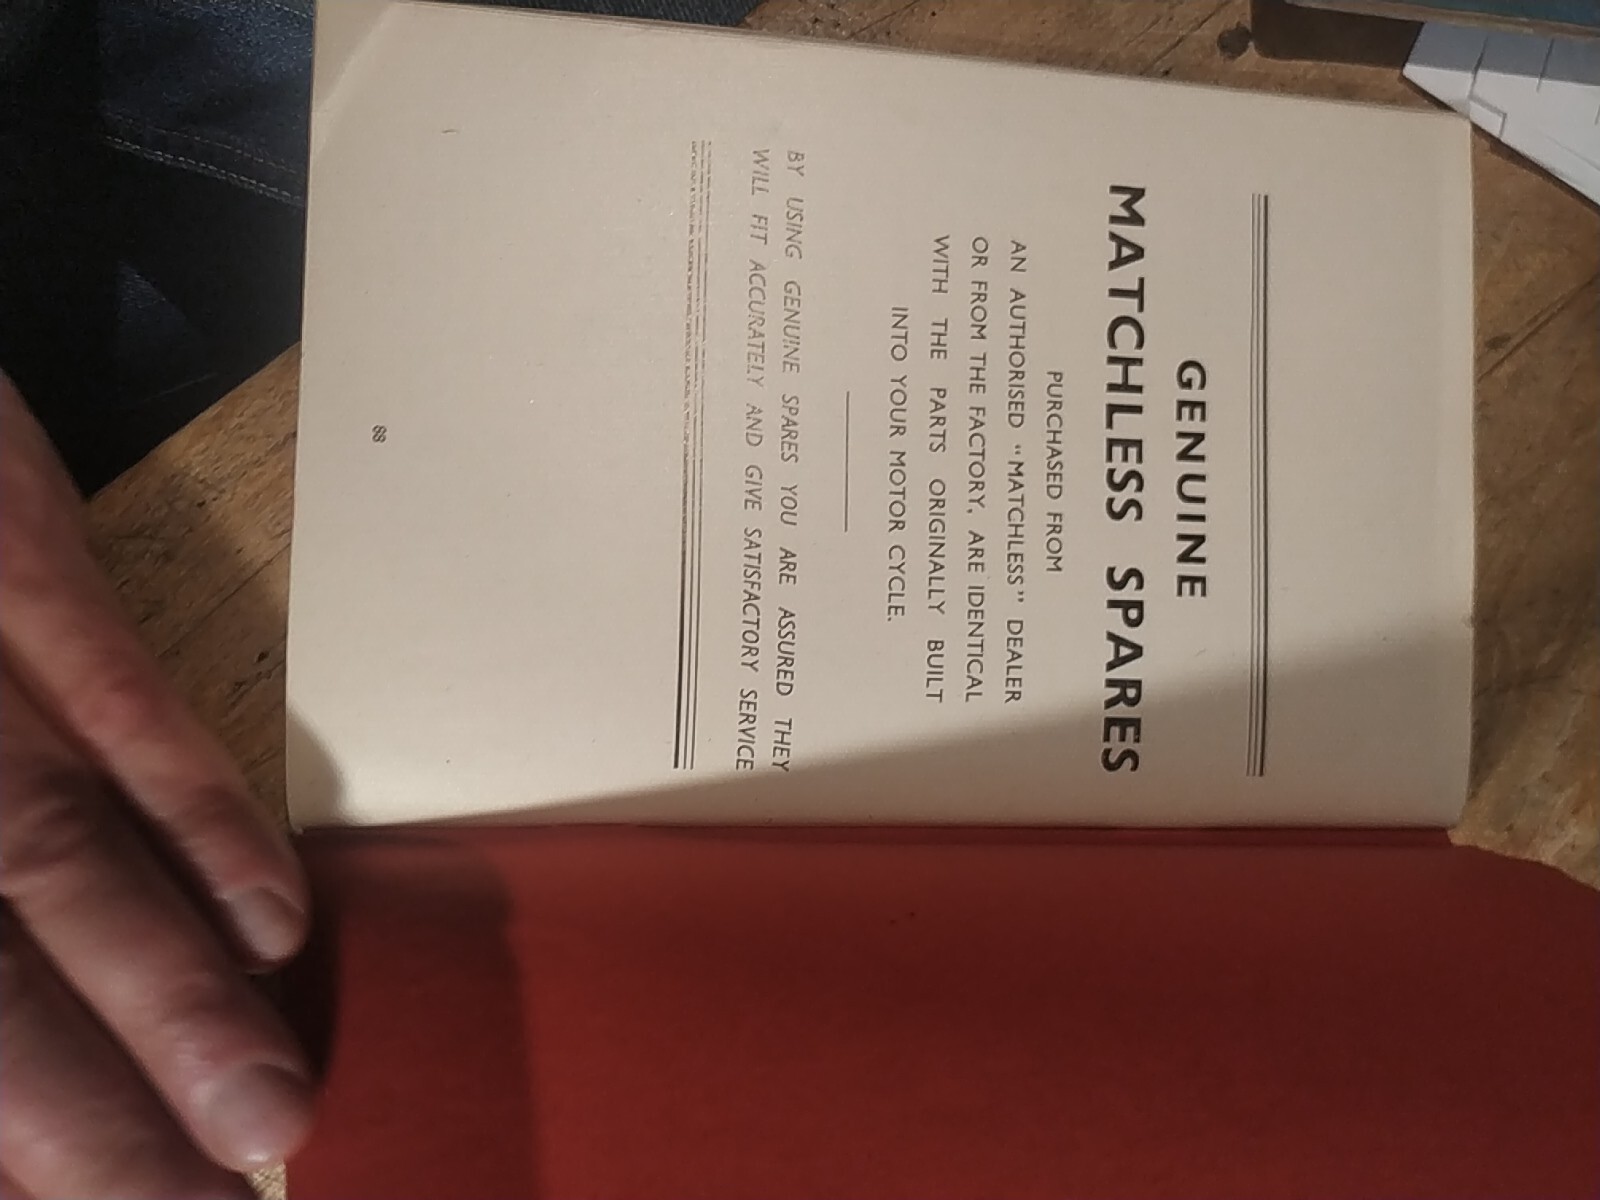 GENUINE
MATCHLESS SPARES
PURCHASED FROM
AN AUTHORISED "MATCHLESS" DEALER
OR FROM THE FACTORY, ARE IDENTICAL
WITH THE PARTS ORIGINALLY BUILT
INTO YOUR MOTOR CYCLE.
BY USING GENUINE SPARES YOU ARE ASSURED THEY
WILL FIT ACCURATELY AND GIVE SATISFACTORY SERVICE
88